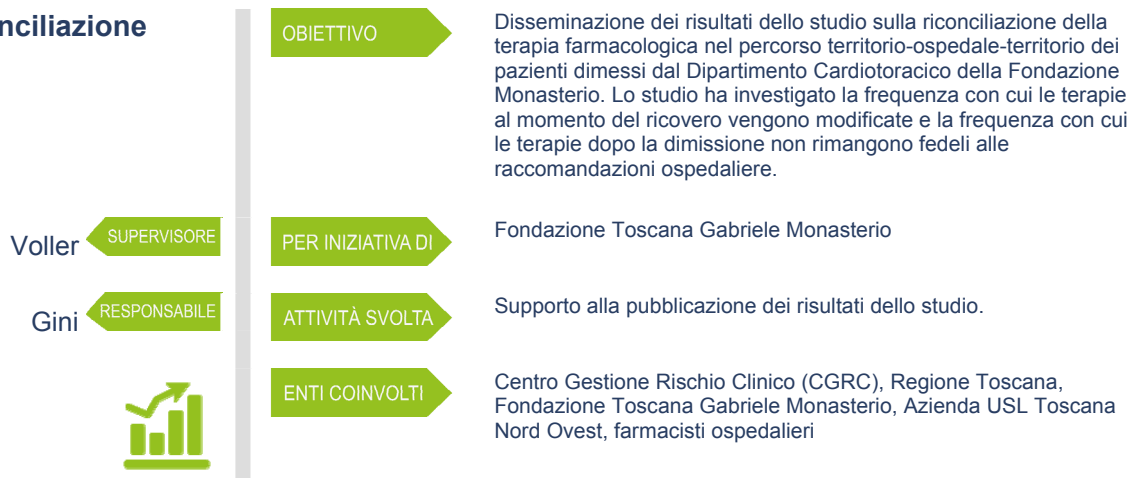 nciliazione
OBIETTIVO
Disseminazione dei risultati dello studio sulla riconciliazione della
terapia farmacologica nel percorso territorio-ospedale-territorio dei
pazienti dimessi dal Dipartimento Cardiotoracico della Fondazione
Monasterio. Lo studio ha investigato la frequenza con cui le terapie
al momento del ricovero vengono modificate e la frequenza con cui
le terapie dopo la dimissione non rimangono fedeli alle
raccomandazioni ospedaliere.
Voller SUPERVISORE
PER INIZIATIVA DI
Fondazione Toscana Gabriele Monasterio
Gini RESPONSABILE
ATTIVITÀ SVOLTA
Supporto alla pubblicazione dei risultati dello studio.
ENTI COINVOLTI
Centro Gestione Rischio Clinico (CGRC), Regione Toscana,
Fondazione Toscana Gabriele Monasterio, Azienda USL Toscana
Nord Ovest, farmacisti ospedalieri